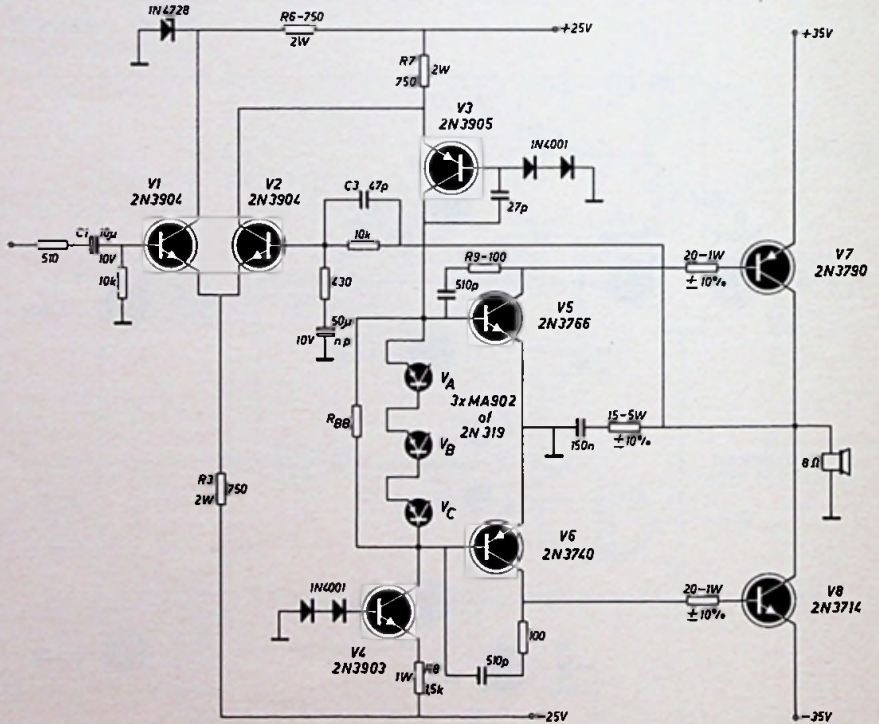 1N4728
R6-750
2W
+25V
+35V
R7
750
2W
V3
2N3905
1N4001
V1
2N3904
V2
2N3904
C3 47p
27p
510
C1 10µ
10V
10k
10k
430
50µ
10V n p
R9-100
510p
V5
2N3766
20-1W
±10%
V7
2N3790
VA
3xMA902
of
2N319
RBB
VB
VC
150n
15-5W
±10%
8Ω
R3
2W
750
V6
2N3740
1N4001
V4
2N3903
1W
R8
1,5k
510p
100
20-1W
±10%
V8
2N3714
-25V
-35V